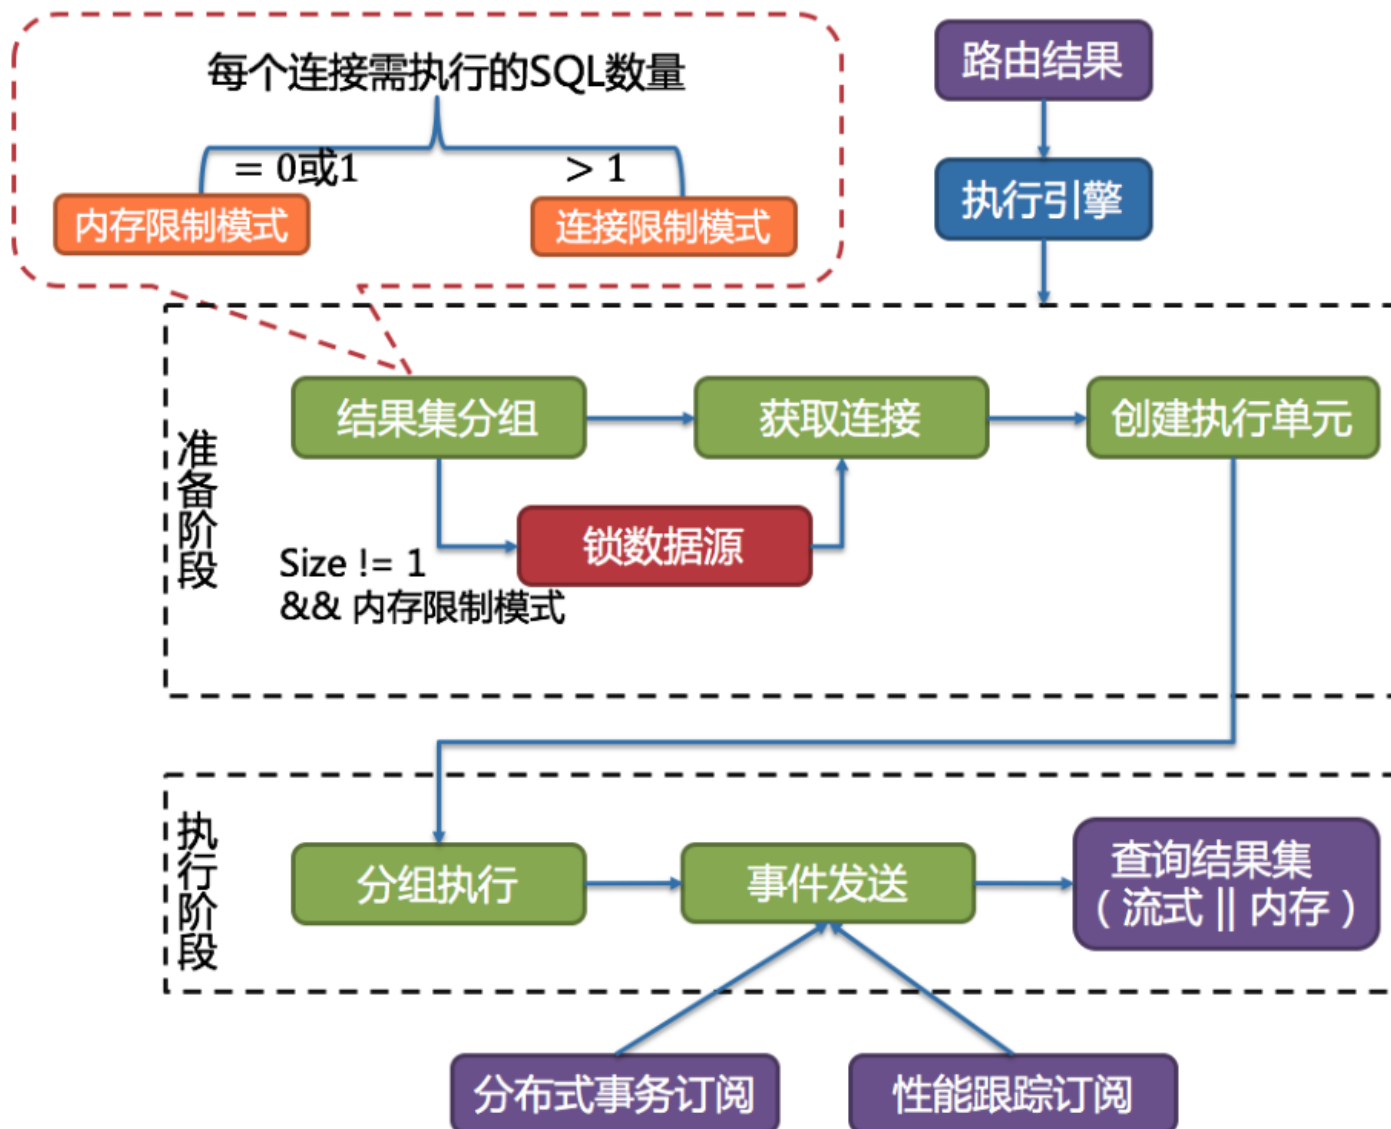 每个连接需执行的SQL数量
= 0或1
> 1
内存限制模式
连接限制模式
路由结果
执行引擎
准备阶段
结果集分组
获取连接
创建执行单元
锁数据源
Size != 1
&& 内存限制模式
执行阶段
分组执行
事件发送
查询结果集
（流式 || 内存）
分布式事务订阅
性能跟踪订阅